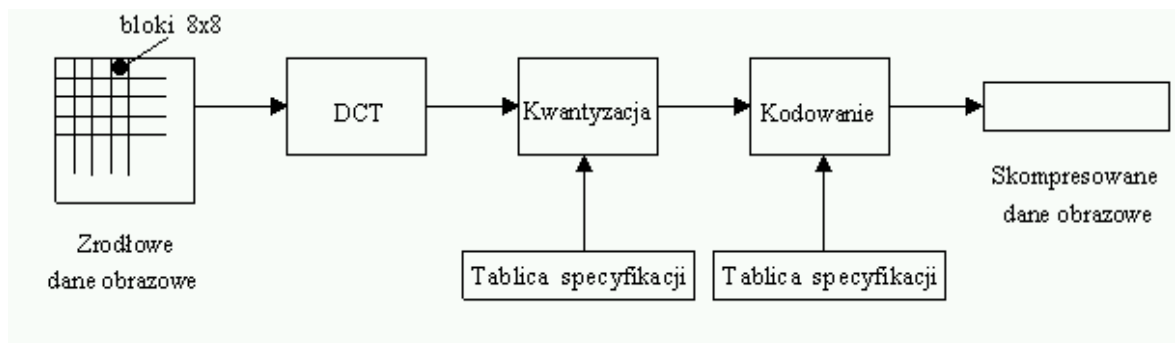 bloki 8x8
DCT
Kwantyzacja
Kodowanie
Skompresowane
dane obrazowe
Zrodłowe
dane obrazowe
Tablica specyfikacji
Tablica specyfikacji